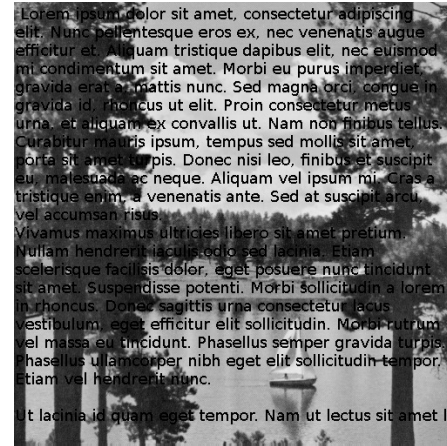 Lorem ipsum dolor sit amet, consectetur adipiscing
elit. Nunc pellentesque eros ex, nec venenatis augue
efficitur et. Aliquam tristique dapibus elit, nec euismod
mi condimentum sit amet. Morbi eu purus imperdiet,
gravida erat a, mattis nunc. Sed magna orci, congue in
gravida id, rhoncus ut elit. Proin consectetur metus
urna, et aliquam ex convallis ut. Nam non finibus tellus.
Curabitur mauris ipsum, tempus sed mollis sit amet,
porta sit amet turpis. Donec nisi leo, finibus et suscipit
eu, malesuada ac neque. Aliquam vel ipsum mi. Cras a
tristique enim, a venenatis ante. Sed at suscipit arcu,
vel accumsan risus.
Vivamus maximus ultricies libero sit amet pretium.
Nullam hendrerit iaculis odio sed lacinia. Etiam
scelerisque facilisis dolor, eget posuere nunc tincidunt
sit amet. Suspendisse potenti. Morbi sollicitudin a lorem
in rhoncus. Donec sagittis urna consectetur lacus
vestibulum, eget efficitur elit sollicitudin. Morbi rutrum
vel massa eu tincidunt. Phasellus semper gravida turpis.
Phasellus ullamcorper nibh eget elit sollicitudin tempor.
Etiam vel hendrerit nunc.
Ut lacinia id quam eget tempor. Nam ut lectus sit amet l